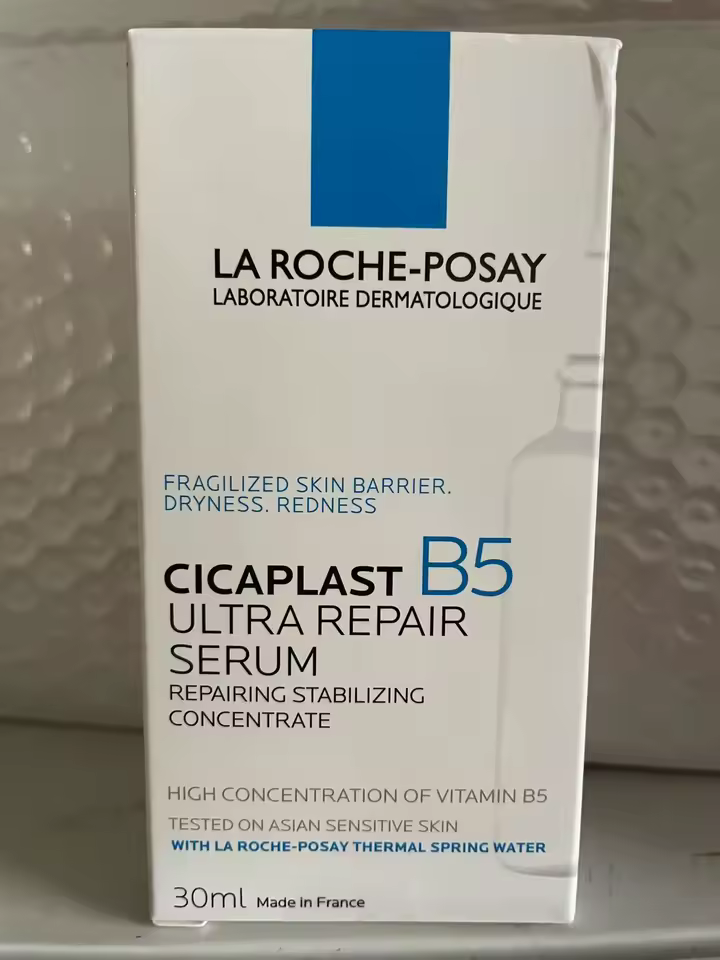 LA ROCHE-POSAY
LABORATOIRE DERMATOLOGIQUE
FRAGILIZED SKIN BARRIER.
DRYNESS. REDNESS
CICAPLAST B5
ULTRA REPAIR
SERUM
REPAIRING STABILIZING
CONCENTRATE
HIGH CONCENTRATION OF VITAMIN B5
TESTED ON ASIAN SENSITIVE SKIN
WITH LA ROCHE-POSAY THERMAL SPRING WATER
30ml Made in France